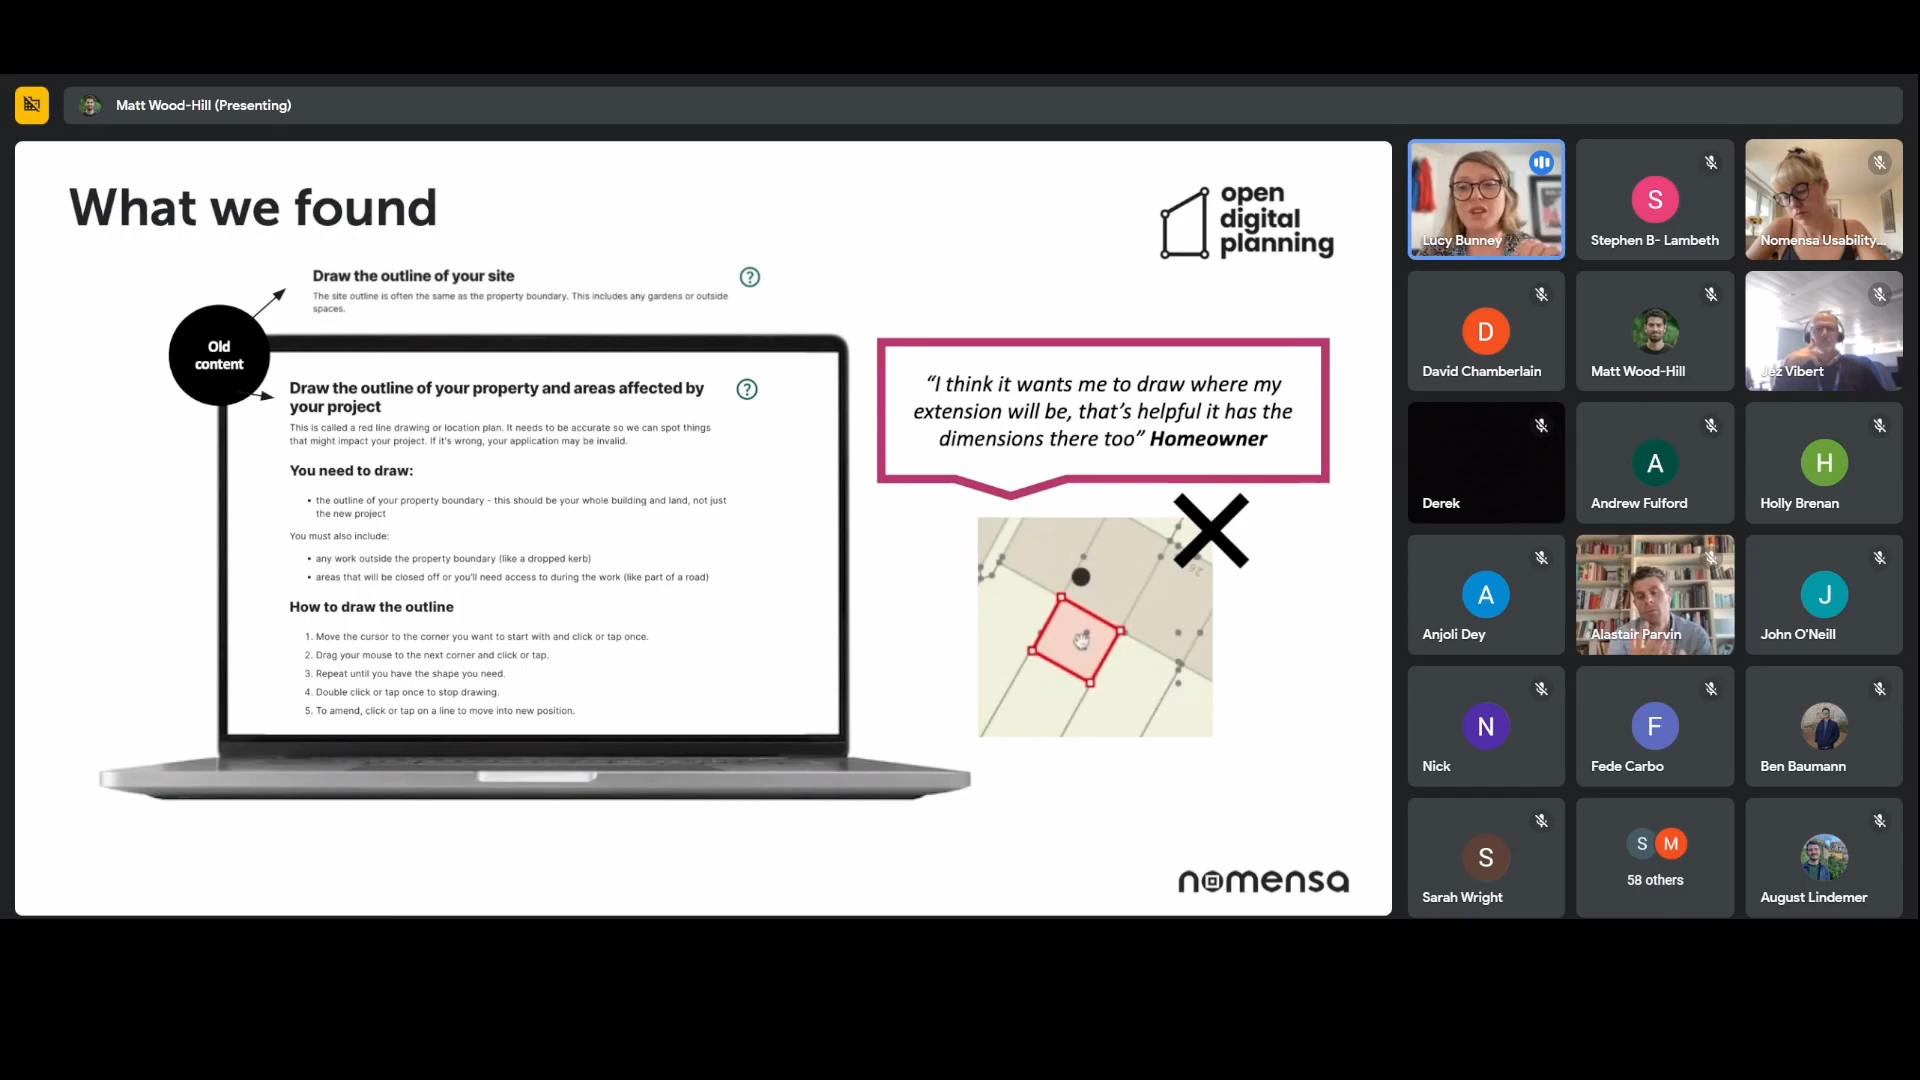 Matt Wood-Hill (Presenting)
What we found
open
digital
planning
Draw the outline of your site
The site outline is often the same as the property boundary. This includes any gardens or outside
spaces.
Old
content
Draw the outline of your property and areas affected by
your project
This is called a red line drawing or location plan. It needs to be accurate so we can spot things
that might impact your project. If it's wrong, your application may be invalid.
You need to draw:
• the outline of your property boundary - this should be your whole building and land, not just
the new project
You must also include:
• any work outside the property boundary (like a dropped kerb)
• areas that will be closed off or you'll need access to during the work (like part of a road)
How to draw the outline
1. Move the cursor to the corner you want to start with and click or tap once.
2. Drag your mouse to the next corner and click or tap.
3. Repeat until you have the shape you need.
4. Double click or tap once to stop drawing.
5. To amend, click or tap on a line to move into new position.
“I think it wants me to draw where my
extension will be, that’s helpful it has the
dimensions there too” Homeowner
nomensa
Lucy Bunney
S
Stephen B- Lambeth
Nomensa Usability...
D
David Chamberlain
Matt Wood-Hill
Jez Vibert
Derek
A
Andrew Fulford
H
Holly Brenan
A
Anjoli Dey
Alastair Parvin
J
John O'Neill
N
Nick
F
Fede Carbo
Ben Baumann
S
Sarah Wright
S M
58 others
August Lindemer